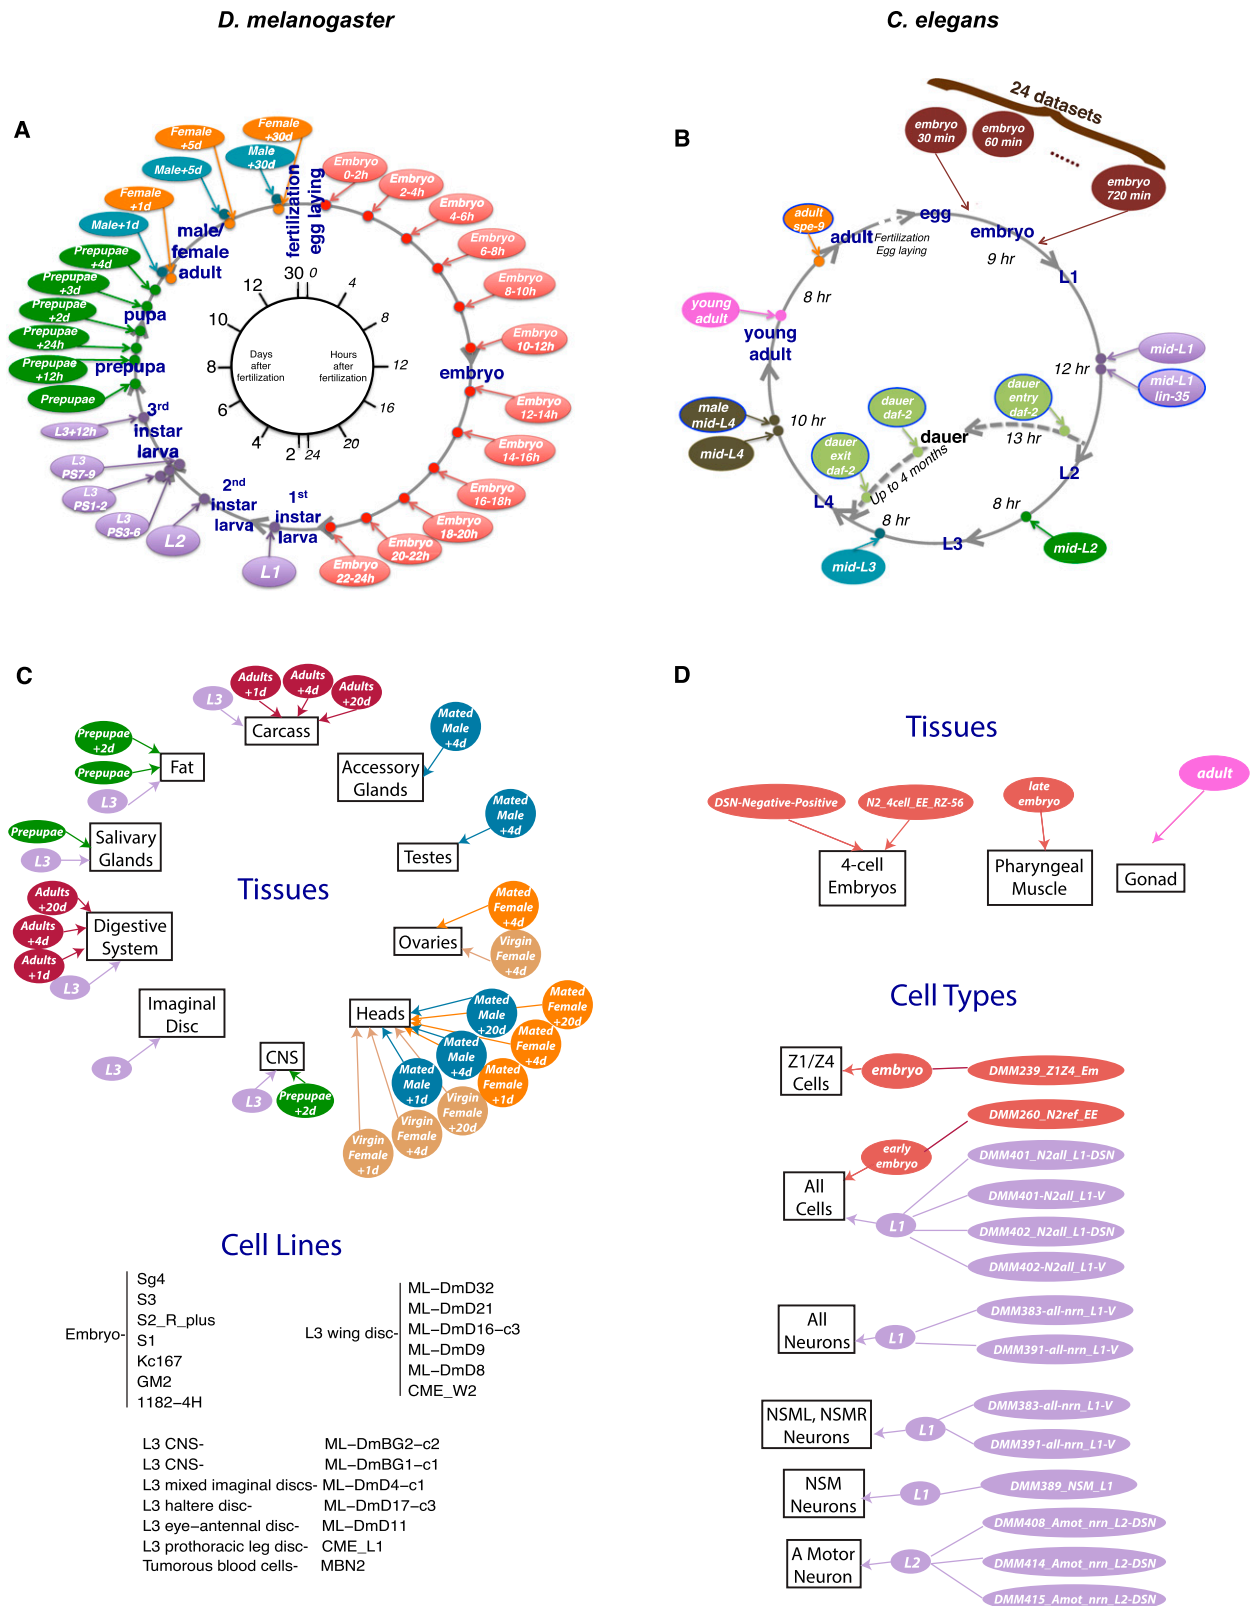 D. melanogaster
C. elegans
A
Female
+5d
Female
+30d
Male+5d
Male
+30d
Female
+1d
Male+1d
Prepupae
+4d
Prepupae
+3d
Prepupae
+2d
Prepupae
+24h
Prepupae
+12h
Prepupae
L3+12h
L3
PS7-9
L3
PS1-2
L3
PS3-6
L2
L1
Embryo
0-2h
Embryo
2-4h
Embryo
4-6h
Embryo
6-8h
Embryo
8-10h
Embryo
10-12h
Embryo
12-14h
Embryo
14-16h
Embryo
16-18h
Embryo
18-20h
Embryo
20-22h
Embryo
22-24h
fertilization
egg laying
male/
female
adult
pupa
prepupa
3rd
instar
larva
2nd
instar
larva
1st
instar
larva
embryo
30
0
4
8
12
16
20
24
2
4
6
8
10
12
Days
after
fertilization
Hours
after
fertilization
B
24 datasets
embryo
30 min
embryo
60 min
......
embryo
720 min
adult
spe-9
adult
egg
Fertilization
Egg laying
embryo
9 hr
L1
8 hr
young
adult
young
adult
mid-L1
mid-L1
lin-35
12 hr
male
mid-L4
mid-L4
10 hr
dauer
daf-2
dauer
entry
daf-2
dauer
exit
daf-2
dauer
13 hr
Up to 4 months
L2
L4
8 hr
8 hr
L3
mid-L3
mid-L2
C
L3
Adults
+1d
Adults
+4d
Adults
+20d
Carcass
Prepupae
+2d
Prepupae
L3
Fat
Mated
Male
+4d
Accessory
Glands
Prepupae
L3
Salivary
Glands
Mated
Male
+4d
Testes
Tissues
Adults
+20d
Adults
+4d
Adults
+1d
L3
Digestive
System
Mated
Female
+4d
Virgin
Female
+4d
Ovaries
Imaginal
Disc
L3
CNS
L3
Prepupae
+2d
Heads
Mated
Male
+20d
Mated
Female
+20d
Mated
Male
+4d
Mated
Female
+4d
Mated
Male
+1d
Mated
Female
+1d
Virgin
Female
+20d
Virgin
Female
+4d
Virgin
Female
+1d
Cell Lines
Embryo-
Sg4
S3
S2_R_plus
S1
Kc167
GM2
1182-4H
L3 wing disc-
ML-DmD32
ML-DmD21
ML-DmD16-c3
ML-DmD9
ML-DmD8
CME_W2
L3 CNS- ML-DmBG2-c2
L3 CNS- ML-DmBG1-c1
L3 mixed imaginal discs- ML-DmD4-c1
L3 haltere disc- ML-DmD17-c3
L3 eye-antennal disc- ML-DmD11
L3 prothoracic leg disc- CME_L1
Tumorous blood cells- MBN2
D
Tissues
DSN-Negative-Positive
N2_4cell_EE_RZ-56
4-cell
Embryos
late
embryo
Pharyngeal
Muscle
adult
Gonad
Cell Types
Z1/Z4
Cells
embryo
DMM239_Z1Z4_Em
DMM260_N2ref_EE
early
embryo
All
Cells
L1
DMM401_N2all_L1-DSN
DMM401-N2all_L1-V
DMM402_N2all_L1-DSN
DMM402-N2all_L1-V
All
Neurons
L1
DMM383-all-nrn_L1-V
DMM391-all-nrn_L1-V
NSML, NSMR
Neurons
L1
DMM383-all-nrn_L1-V
DMM391-all-nrn_L1-V
NSM
Neurons
L1
DMM389_NSM_L1
A Motor
Neuron
L2
DMM408_Amot_nrn_L2-DSN
DMM414_Amot_nrn_L2-DSN
DMM415_Amot_nrn_L2-DSN